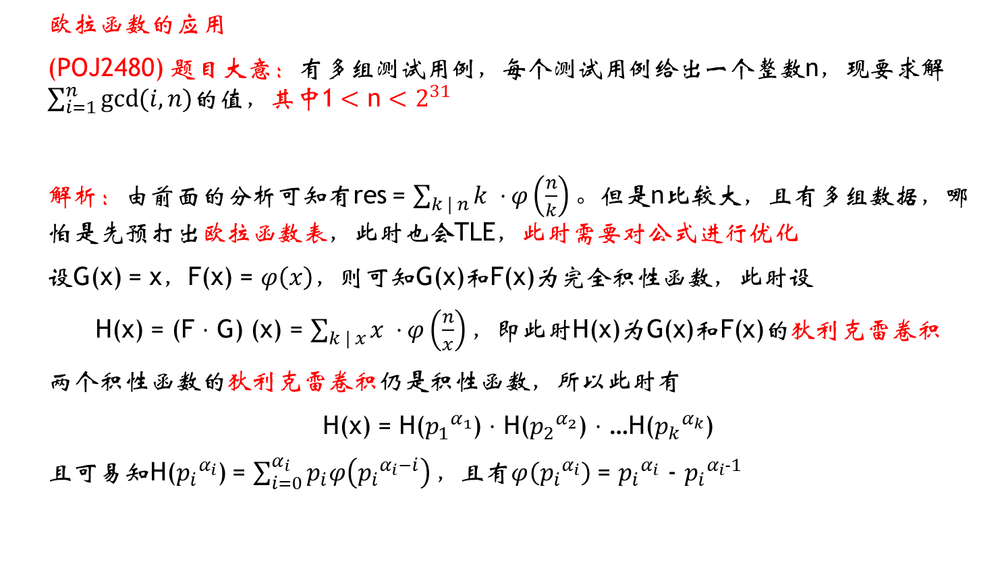 欧拉函数的应用
(POJ2480) 题目大意：有多组测试用例，每个测试用例给出一个整数n，现要求解
$\sum_{i=1}^{n} \gcd(i, n)$的值，其中1 < n < $2^{31}$
解析：由前面的分析可知有res = $\sum_{k \mid n} k \cdot \varphi\left(\frac{n}{k}\right)$。但是n比较大，且有多组数据，哪
怕是先预打出欧拉函数表，此时也会TLE，此时需要对公式进行优化
设G(x) = x，F(x) = $\varphi(x)$，则可知G(x)和F(x)为完全积性函数，此时设
H(x) = (F · G) (x) = $\sum_{k \mid x} x \cdot \varphi\left(\frac{n}{x}\right)$，即此时H(x)为G(x)和F(x)的狄利克雷卷积
两个积性函数的狄利克雷卷积仍是积性函数，所以此时有
H(x) = H($p_1{}^{\alpha_1}$) · H($p_2{}^{\alpha_2}$) · …H($p_k{}^{\alpha_k}$)
且可易知H($p_i{}^{\alpha_i}$) = $\sum_{i=0}^{\alpha_i} p_i \varphi\left(p_i{}^{\alpha_i - i}\right)$，且有$\varphi(p_i{}^{\alpha_i}) = p_i{}^{\alpha_i}$ - $p_i{}^{\alpha_i \text{-} 1}$